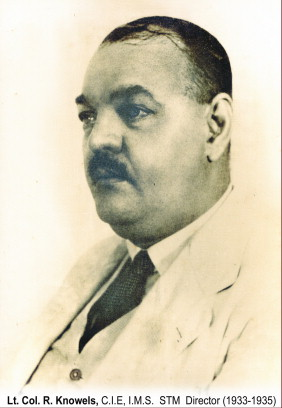 Lt. Col. R. Knowels, C.I.E, I.M.S. STM Director (1933-1935)